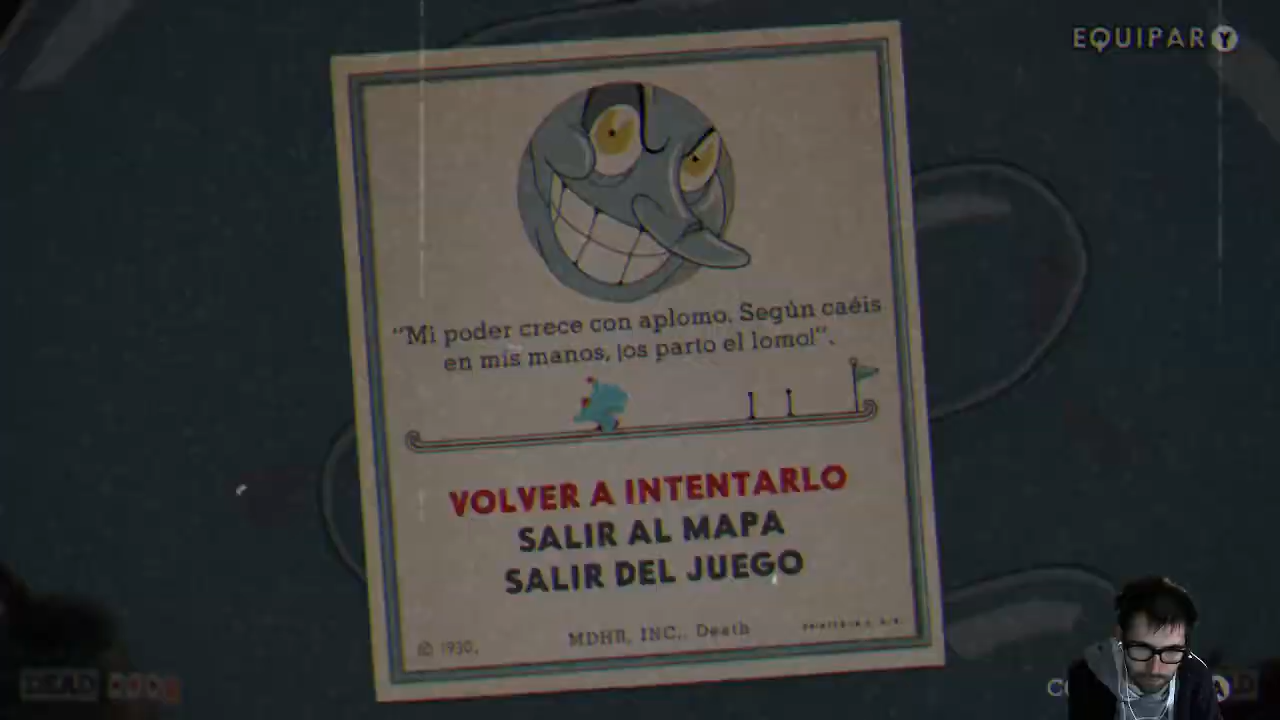 EQUIPAR Y
“Mi poder crece con aplomo. Según caéis
en mis manos, ¡os parto el lomo!”.
VOLVER A INTENTARLO
SALIR AL MAPA
SALIR DEL JUEGO
© 1930, MDHR, INC., Death
DEAD